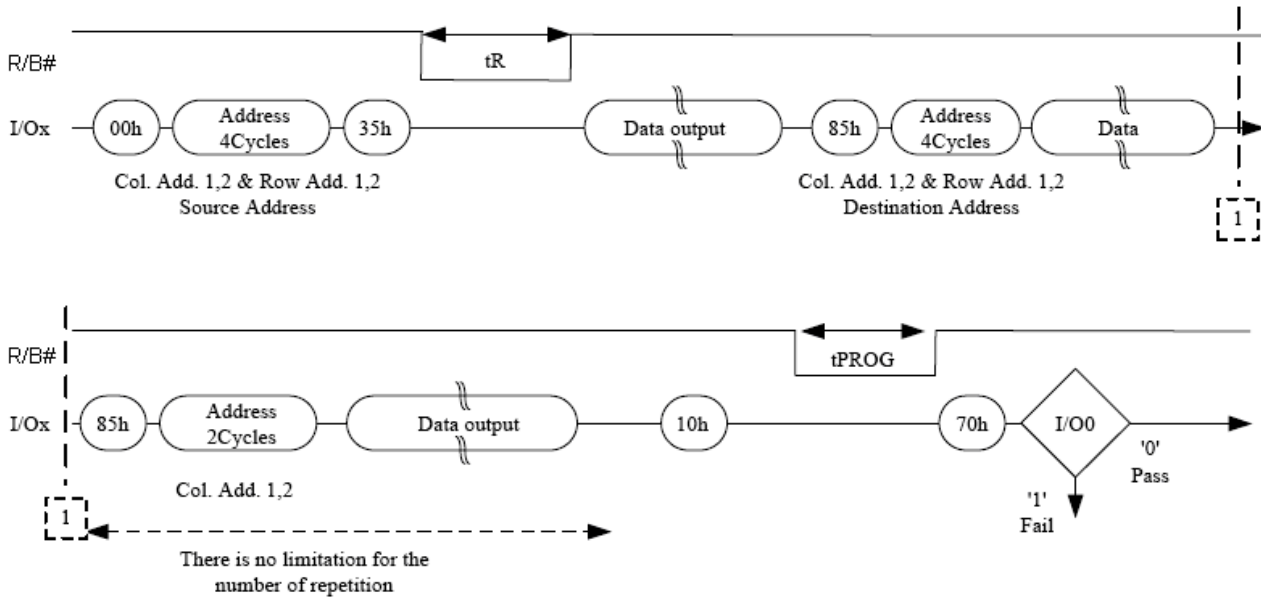 R/B#
tR
I/Ox
00h
Address
4Cycles
35h
Data output
85h
Address
4Cycles
Data
Col. Add. 1,2 & Row Add. 1,2
Source Address
Col. Add. 1,2 & Row Add. 1,2
Destination Address
1
R/B#
tPROG
I/Ox
85h
Address
2Cycles
Data output
10h
70h
I/O0
'0'
Pass
'1'
Fail
Col. Add. 1,2
1
There is no limitation for the
number of repetition